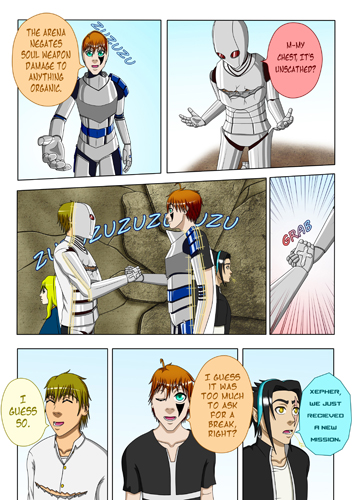 THE ARENA
NEGATES
SOUL WEAPON
DAMAGE TO
ANYTHING
ORGANIC.
ZUZUZU
M-MY
CHEST, IT'S
UNSCATHED?
ZUZUZUZUZUZUZU
GRAB
I
GUESS
SO.
I GUESS
IT WAS
TOO MUCH
TO ASK
FOR A
BREAK,
RIGHT?
XEPHER,
WE JUST
RECIEVED
A NEW
MISSION.